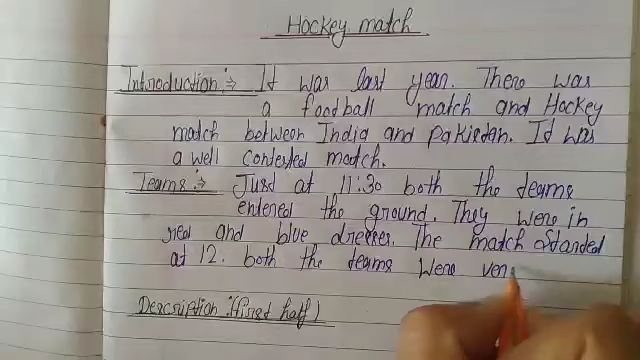 Hockey match
Introduction :→ It was last year. There was
a football match and Hockey
match between India and Pakistan. It was
a well contested match.
Teams :→ Just at 11:30 both the teams
entered the ground. They were in
red and blue dresses. The match Started
at 12. both the teams were ver
Description :(first half)